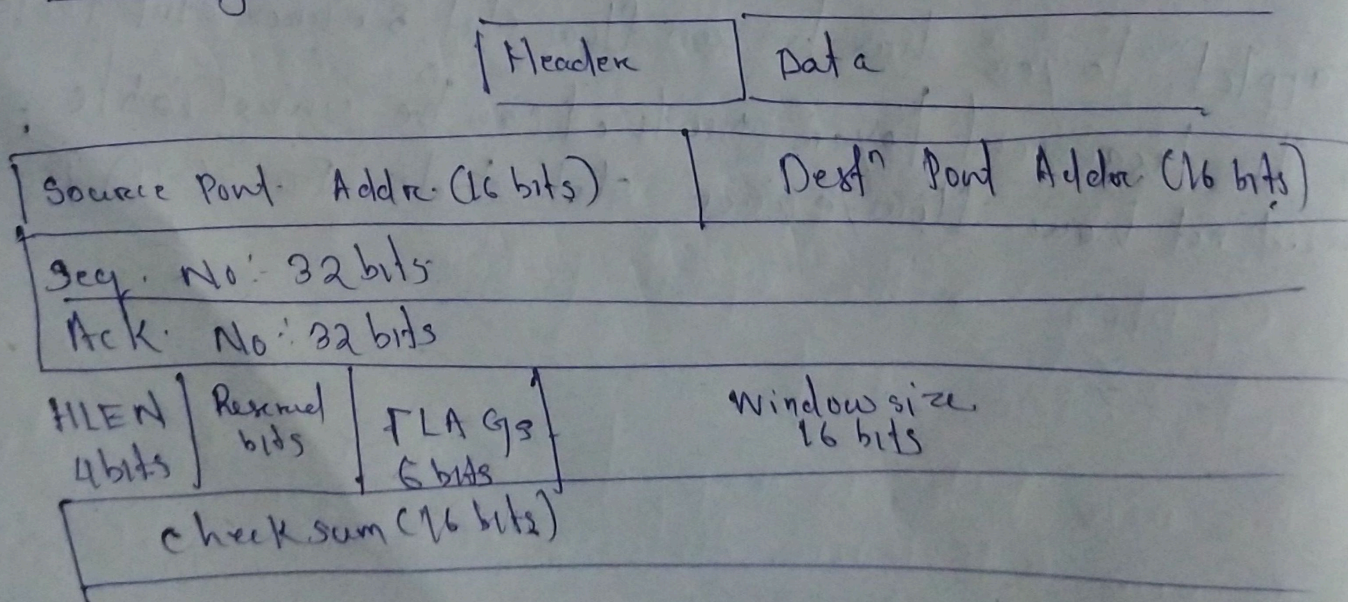 Header Data
Source Port Addr. (16 bits) Destn Port Addr (16 bits)
Seq. No: 32 bits
Ack. No: 32 bits
HLEN Reserved FLAGS Window size
4 bits bits 6 bits 16 bits
checksum (16 bits)